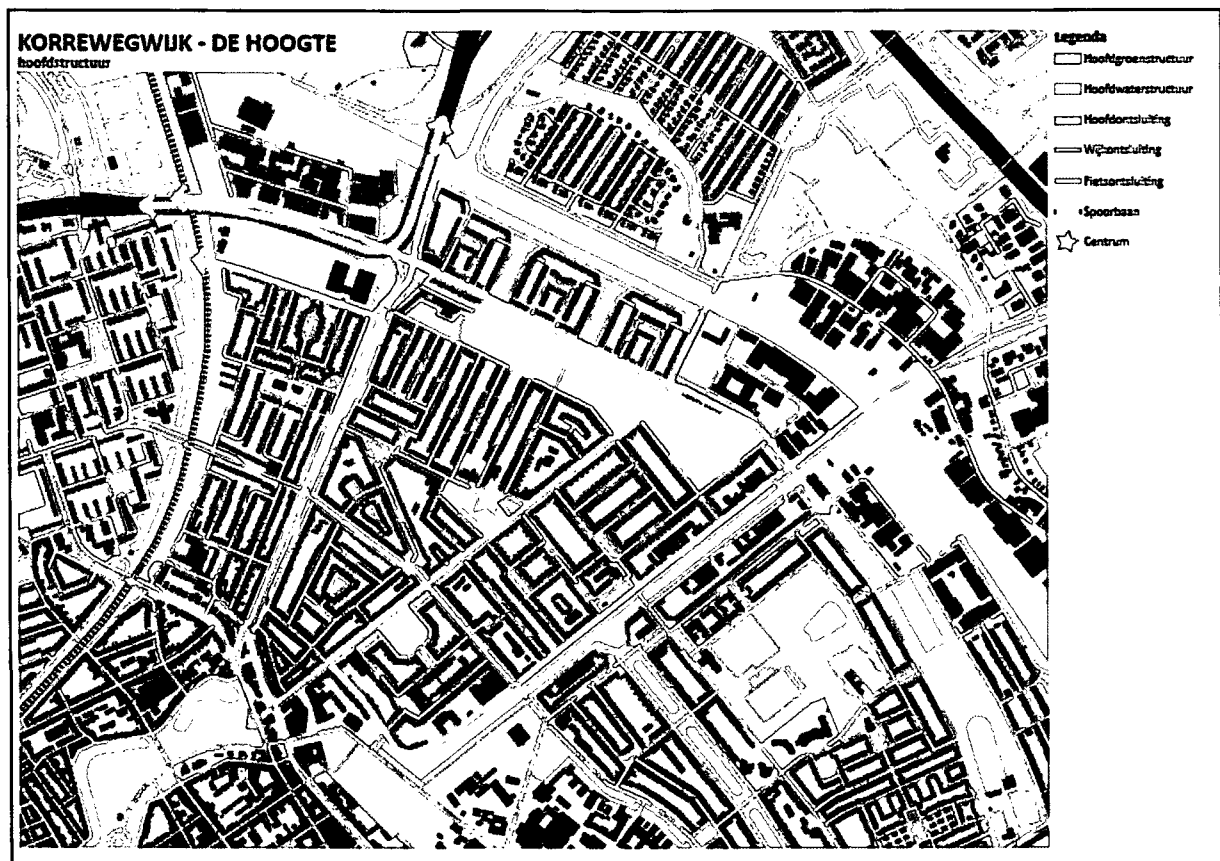 KORREWEGWIJK - DE HOOGTE
hoofdstructuur
Legenda
Hoofdgroenstructuur
Hoofdwaterstructuur
Hoofdontsluiting
Wijkontsluiting
Fietsontsluiting
Spoorbaan
Centrum